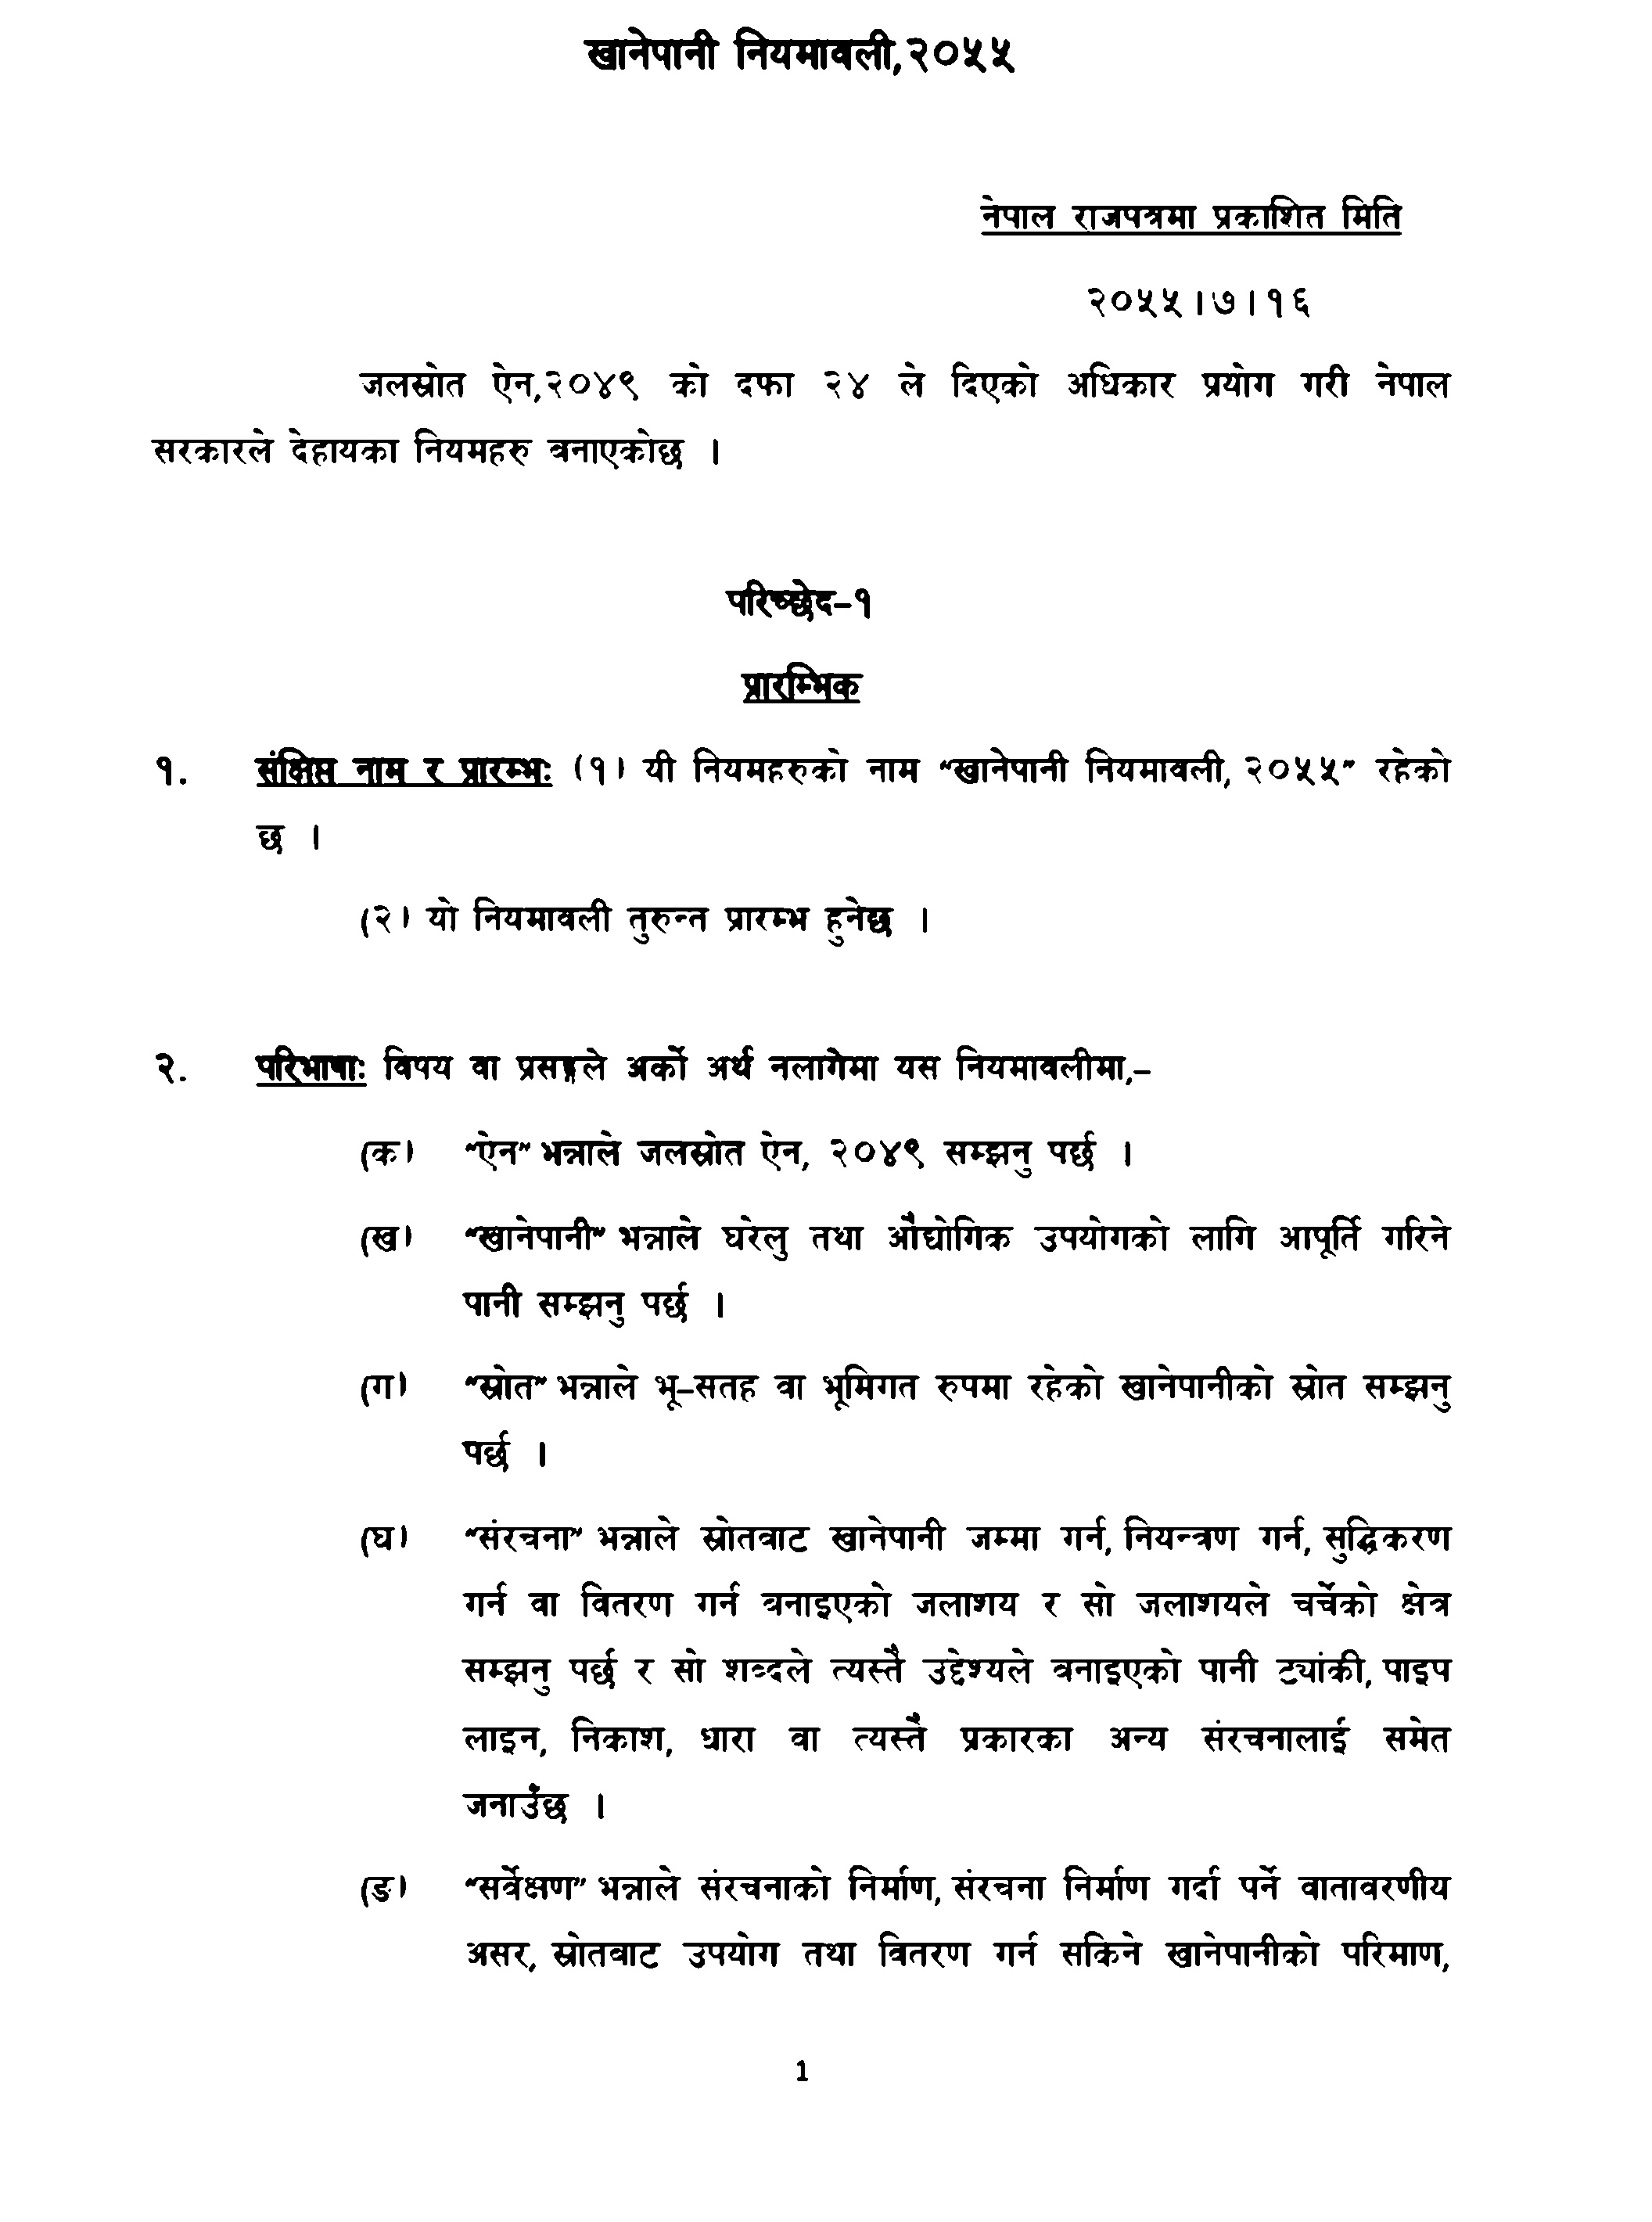 खानेपानी नियमावली,२०५५
नेपाल राजपत्रमा प्रकाशित मिति
२०५५।७।१६
जलस्रोत ऐन,२०४९ को दफा २४ ले दिएको अधिकार प्रयोग गरी नेपाल
सरकारले देहायका नियमहरु बनाएकोछ ।
परिच्छेद–१
प्रारम्भिक
१. संक्षिप्त नाम र प्रारम्भः (१) यी नियमहरुको नाम “खानेपानी नियमावली, २०५५” रहेको
छ ।
(२) यो नियमावली तुरुन्त प्रारम्भ हुनेछ ।
२. परिभाषाः विषय वा प्रसङ्गले अर्को अर्थ नलागेमा यस नियमावलीमा,–
(क) “ऐन” भन्नाले जलस्रोत ऐन, २०४९ सम्झनु पर्छ ।
(ख) “खानेपानी” भन्नाले घरेलु तथा औद्योगिक उपयोगको लागि आपूर्ति गरिने
पानी सम्झनु पर्छ ।
(ग) “स्रोत” भन्नाले भू–सतह वा भूमिगत रुपमा रहेको खानेपानीको स्रोत सम्झनु
पर्छ ।
(घ) “संरचना” भन्नाले स्रोतबाट खानेपानी जम्मा गर्न, नियन्त्रण गर्न, सुद्धिकरण
गर्न वा वितरण गर्न बनाइएको जलाशय र सो जलाशयले चर्चेको क्षेत्र
सम्झनु पर्छ र सो शब्दले त्यस्तै उद्देश्यले बनाइएको पानी ट्यांकी, पाइप
लाइन, निकाश, धारा वा त्यस्तै प्रकारका अन्य संरचनालाई समेत
जनाउँछ ।
(ङ) “सर्वेक्षण” भन्नाले संरचनाको निर्माण, संरचना निर्माण गर्दा पर्ने वातावरणीय
असर, स्रोतबाट उपयोग तथा वितरण गर्न सकिने खानेपानीको परिमाण,
1